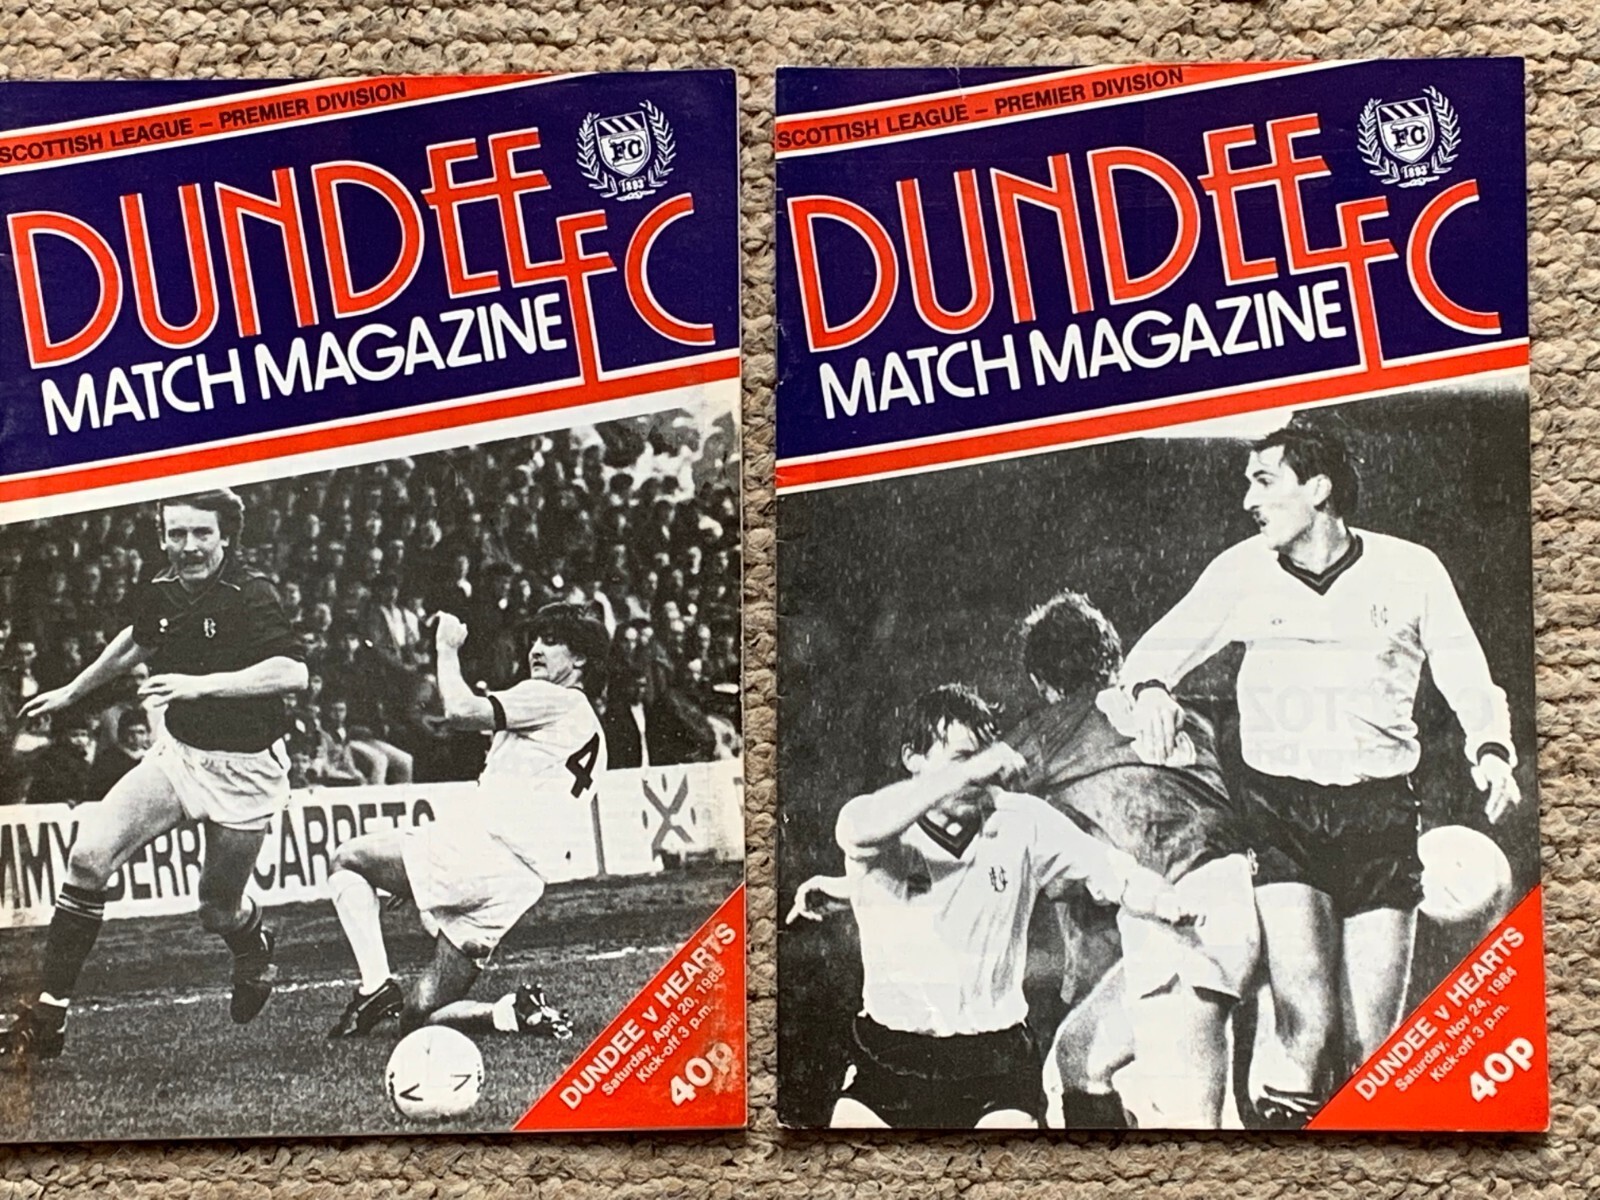 SCOTTISH LEAGUE – PREMIER DIVISION
DUNDEE FC
MATCH MAGAZINE
FC
1893
4
CARPETS
DUNDEE v HEARTS
Saturday, April 20, 1985
Kick-off 3 p.m.
40p
SCOTTISH LEAGUE – PREMIER DIVISION
DUNDEE FC
MATCH MAGAZINE
FC
1893
DUNDEE v HEARTS
Saturday, Nov 24, 1984
Kick-off 3 p.m.
40p